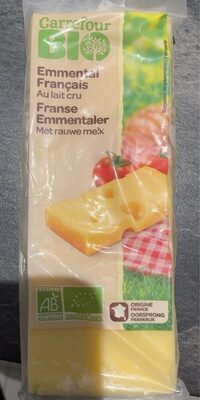 Carrefour
BIO
Emmental
Français
Au lait cru
Franse
Emmentaler
Met rauwe melk
AB
ORIGINE
FRANCE
OORSPRONG
FRANKRIJK